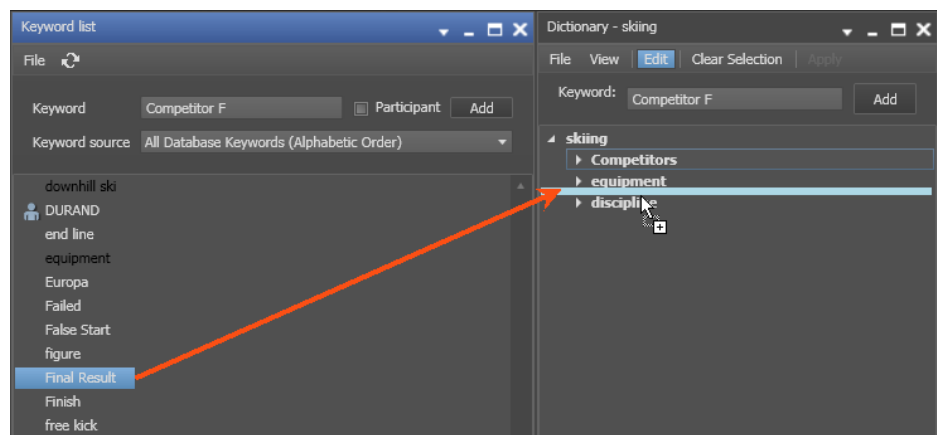 Keyword list
File
Keyword Competitor F Participant Add
Keyword source All Database Keywords (Alphabetic Order)
downhill ski
DURAND
end line
equipment
Europa
Failed
False Start
figure
Final Result
Finish
free kick
Dictionary - skiing
File View Edit Clear Selection Apply
Keyword: Competitor F Add
skiing
Competitors
equipment
discipline